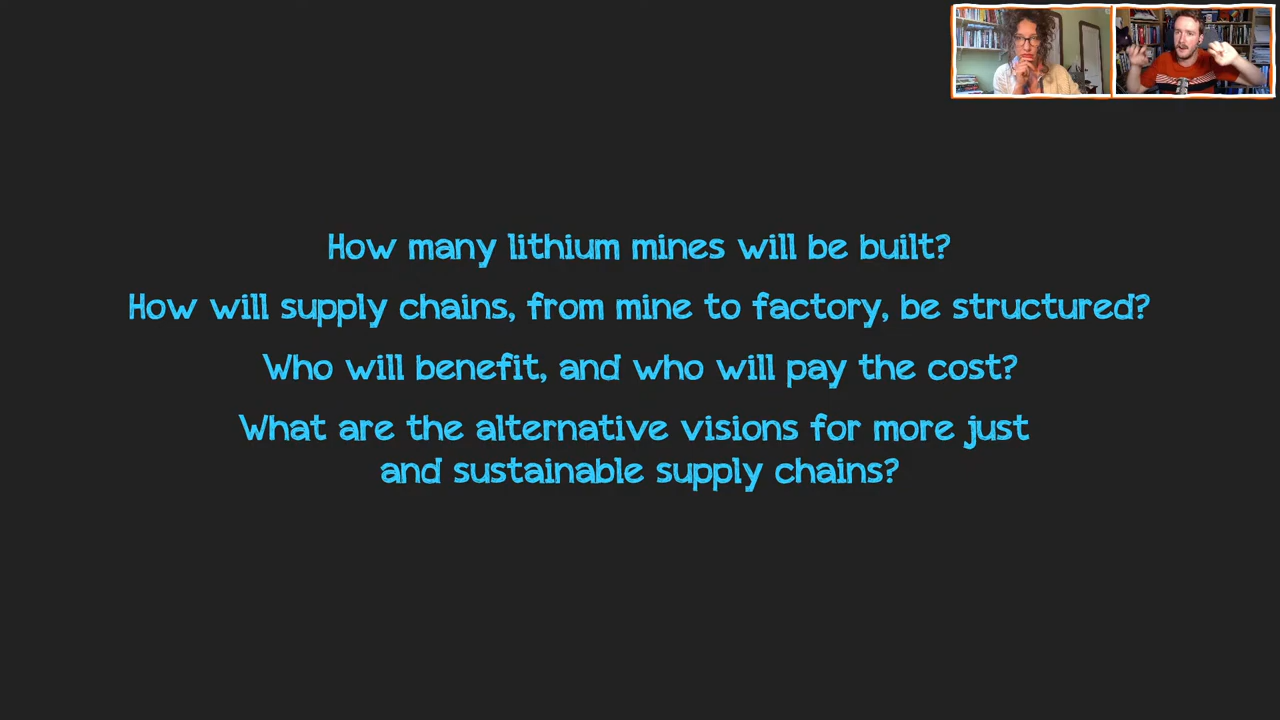 How many lithium mines will be built?
How will supply chains, from mine to factory, be structured?
Who will benefit, and who will pay the cost?
What are the alternative visions for more just
and sustainable supply chains?